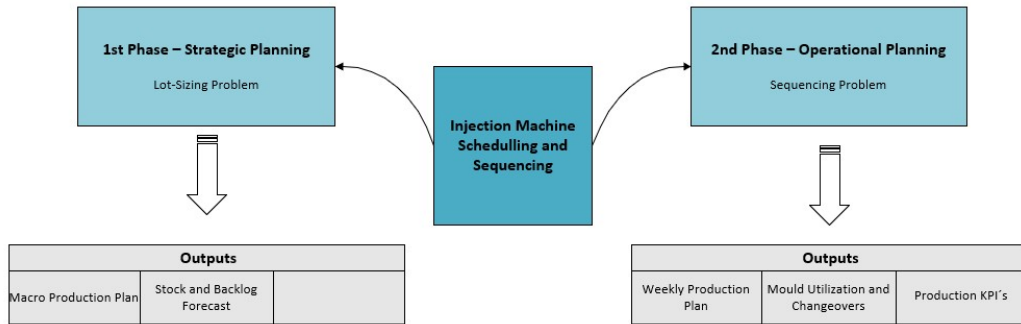 1st Phase – Strategic Planning
Lot-Sizing Problem
Injection Machine
Schedulling and
Sequencing
2nd Phase – Operational Planning
Sequencing Problem
Outputs
Macro Production Plan
Stock and Backlog
Forecast
Outputs
Weekly Production
Plan
Mould Utilization and
Changeovers
Production KPI´s